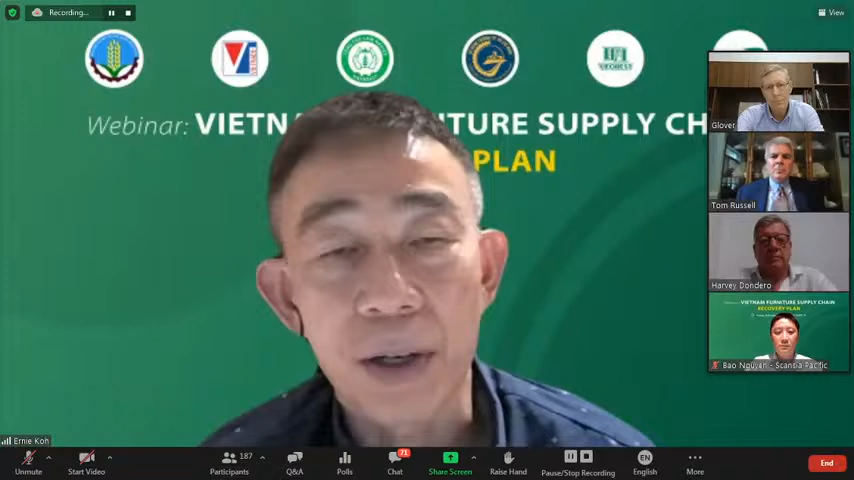 Recording...
View
Webinar: VIETN TURE SUPPLY CH
PLAN
VIFOREST
Glover
Tom Russell
Harvey Dondero
VIETNAM FURNITURE SUPPLY CHAIN
RECOVERY PLAN
Bao Nguyen - Scansia Pacific
Ernie Koh
Unmute
Start Video
187
Participants
Q&A
Polls
71
Chat
Share Screen
Raise Hand
Pause/Stop Recording
EN
English
More
End